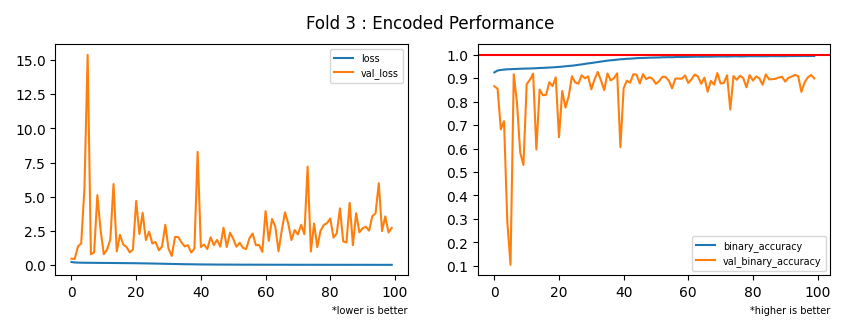 Fold 3 : Encoded Performance
15.0
12.5
10.0
7.5
5.0
2.5
0.0
0 20 40 60 80 100
loss
val_loss
*lower is better
1.0
0.9
0.8
0.7
0.6
0.5
0.4
0.3
0.2
0.1
0 20 40 60 80 100
binary_accuracy
val_binary_accuracy
*higher is better